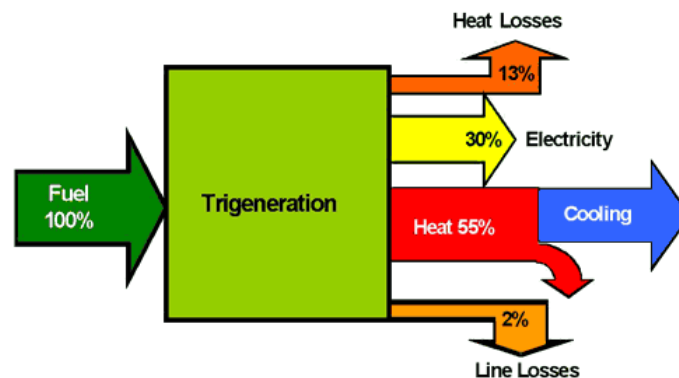 Heat Losses
13%
30%
Electricity
Fuel
100%
Trigeneration
Heat 55%
Cooling
2%
Line Losses